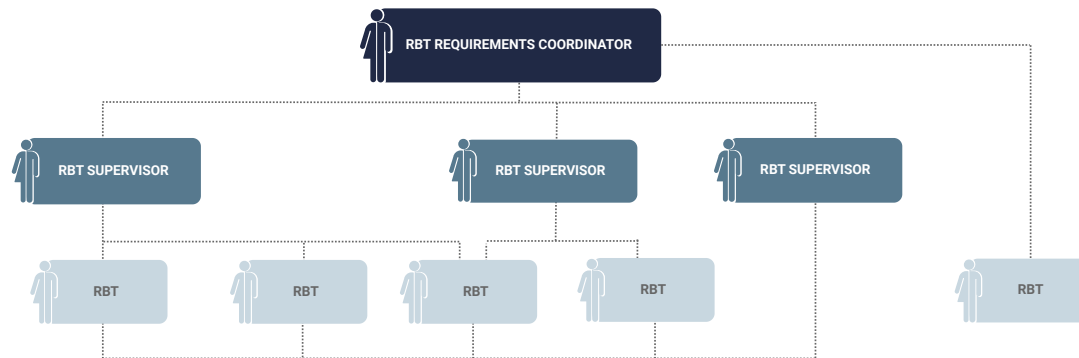 RBT REQUIREMENTS COORDINATOR
RBT SUPERVISOR
RBT SUPERVISOR
RBT SUPERVISOR
RBT
RBT
RBT
RBT
RBT